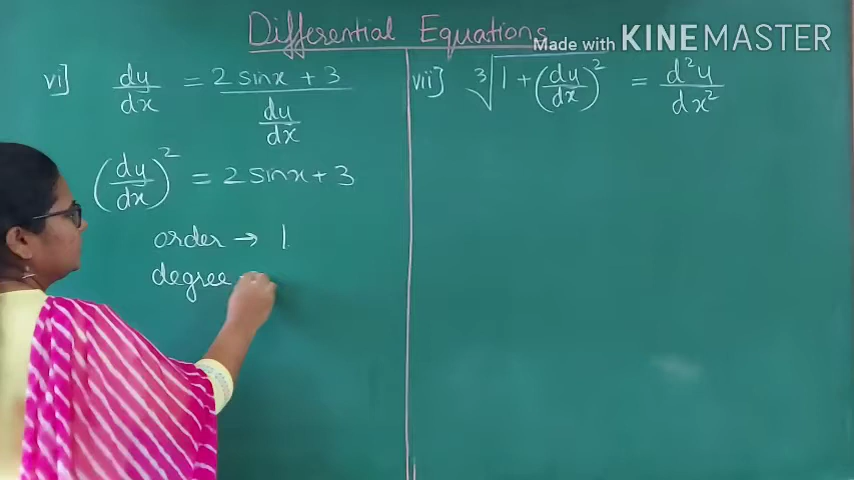 Differential Equations
Made with KINEMASTER
vi] dy/dx = (2 sinx + 3)/(dy/dx)
(dy/dx)² = 2 sinx + 3
order → 1
degree
vii] ∛(1 + (dy/dx)²) = d²y/dx²